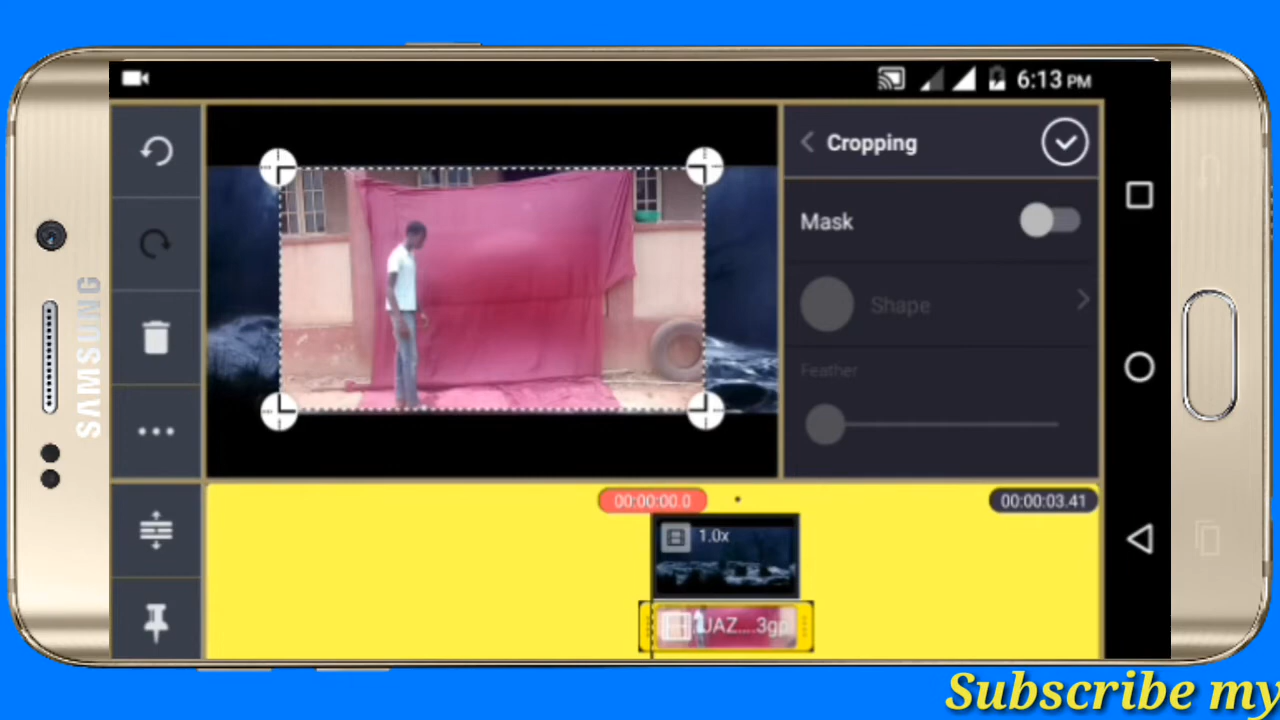 6:13 PM
Cropping
Mask
Shape
Feather
SAMSUNG
00:00:00.0
00:00:03.41
1.0x
UAZ....3gp
Subscribe my